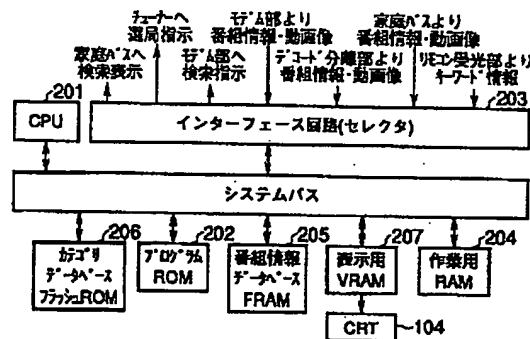 チューナーへ
選局指示
モデム部より
番組情報・動画像
家庭バスより
番組情報・動画像
家庭バスへ
検索表示
モデム部へ
検索指示
デコード分離部より
番組情報・動画像
リモコン受光部より
キーワード情報
201
CPU
インターフェース回路(セレクタ)
203
システムバス
206
カテゴリ
データベース
フラッシュROM
202
プログラム
ROM
205
番組情報
データベース
FRAM
207
表示用
VRAM
204
作業用
RAM
CRT
104